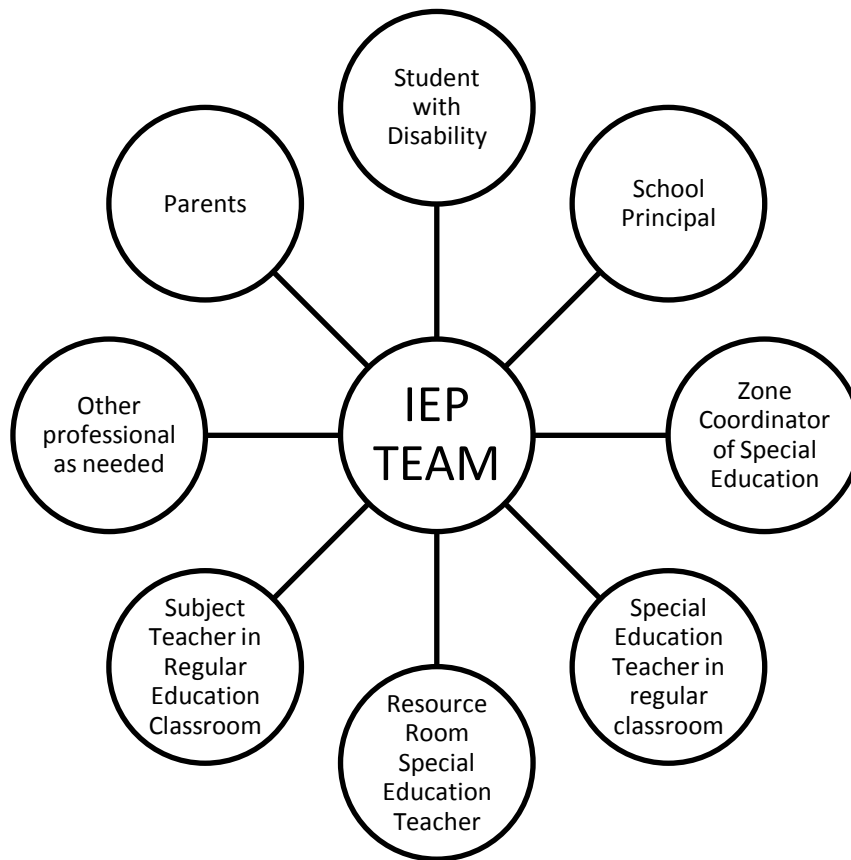 Student
with
Disability
School
Principal
Zone
Coordinator
of Special
Education
Special
Education
Teacher in
regular
classroom
Resource
Room
Special
Education
Teacher
Subject
Teacher in
Regular
Education
Classroom
Other
professional
as needed
Parents
IEP
TEAM